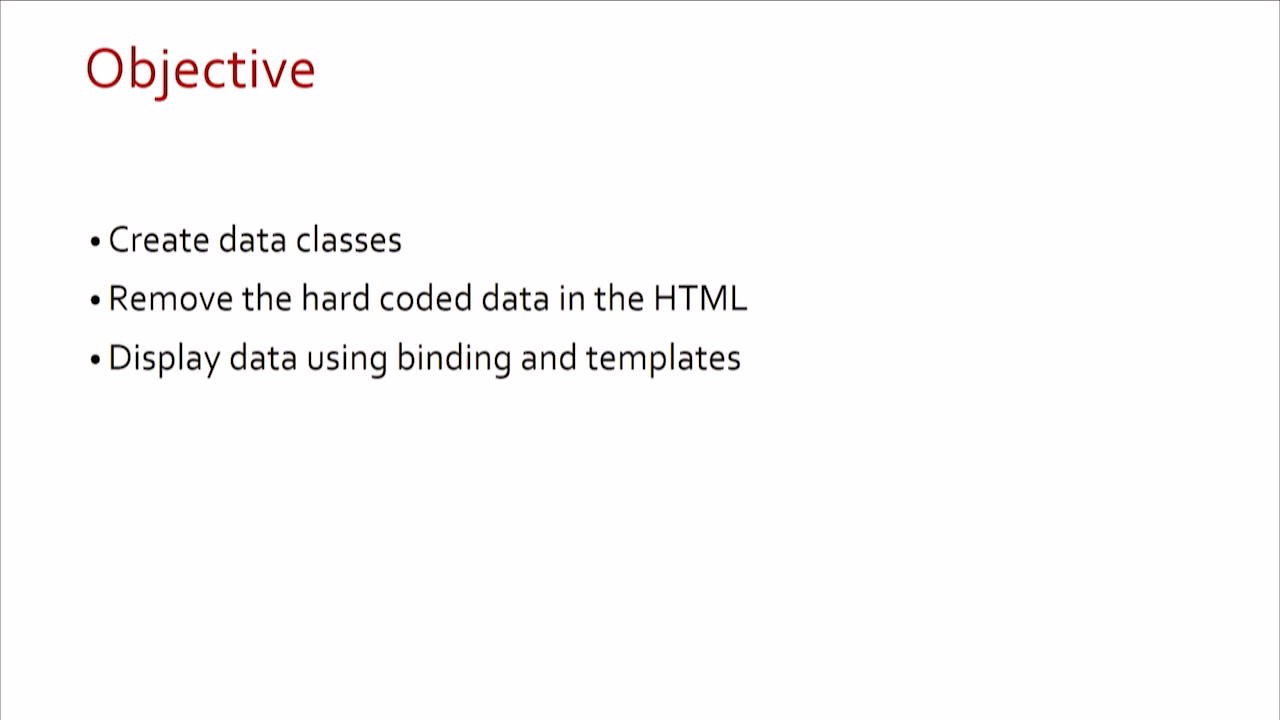 Objective
• Create data classes
• Remove the hard coded data in the HTML
• Display data using binding and templates